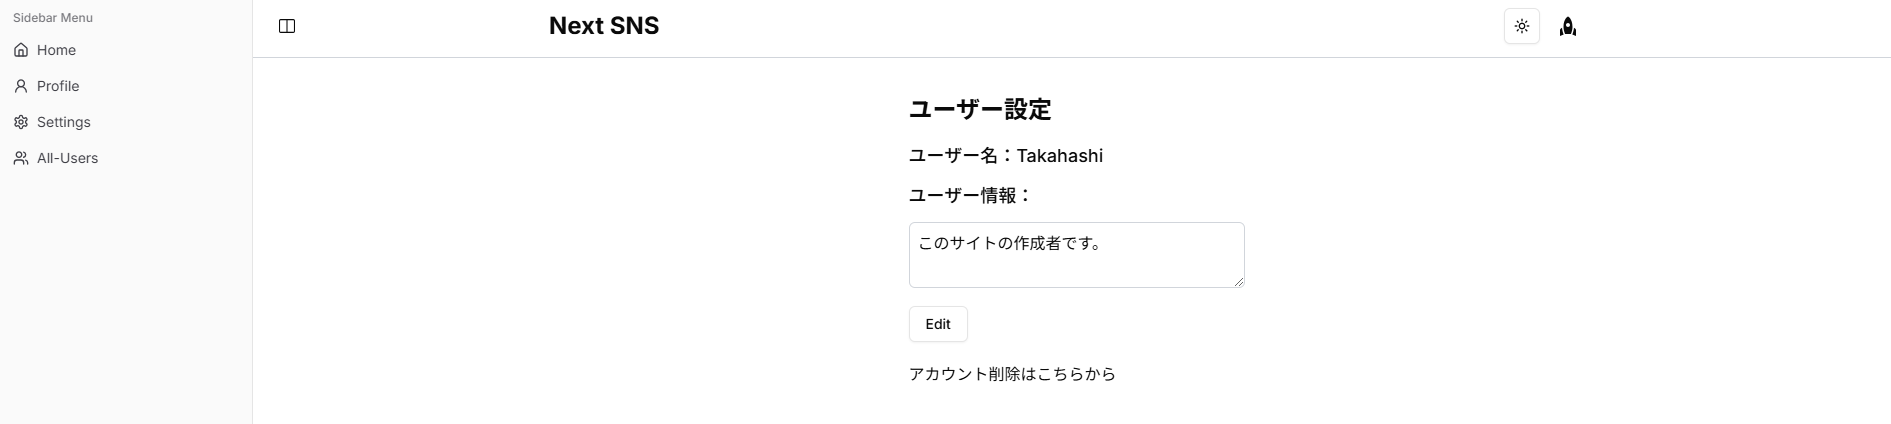 Sidebar Menu
Home
Profile
Settings
All-Users
Next SNS
ユーザー設定
ユーザー名：Takahashi
ユーザー情報：
このサイトの作成者です。
Edit
アカウント削除はこちらから